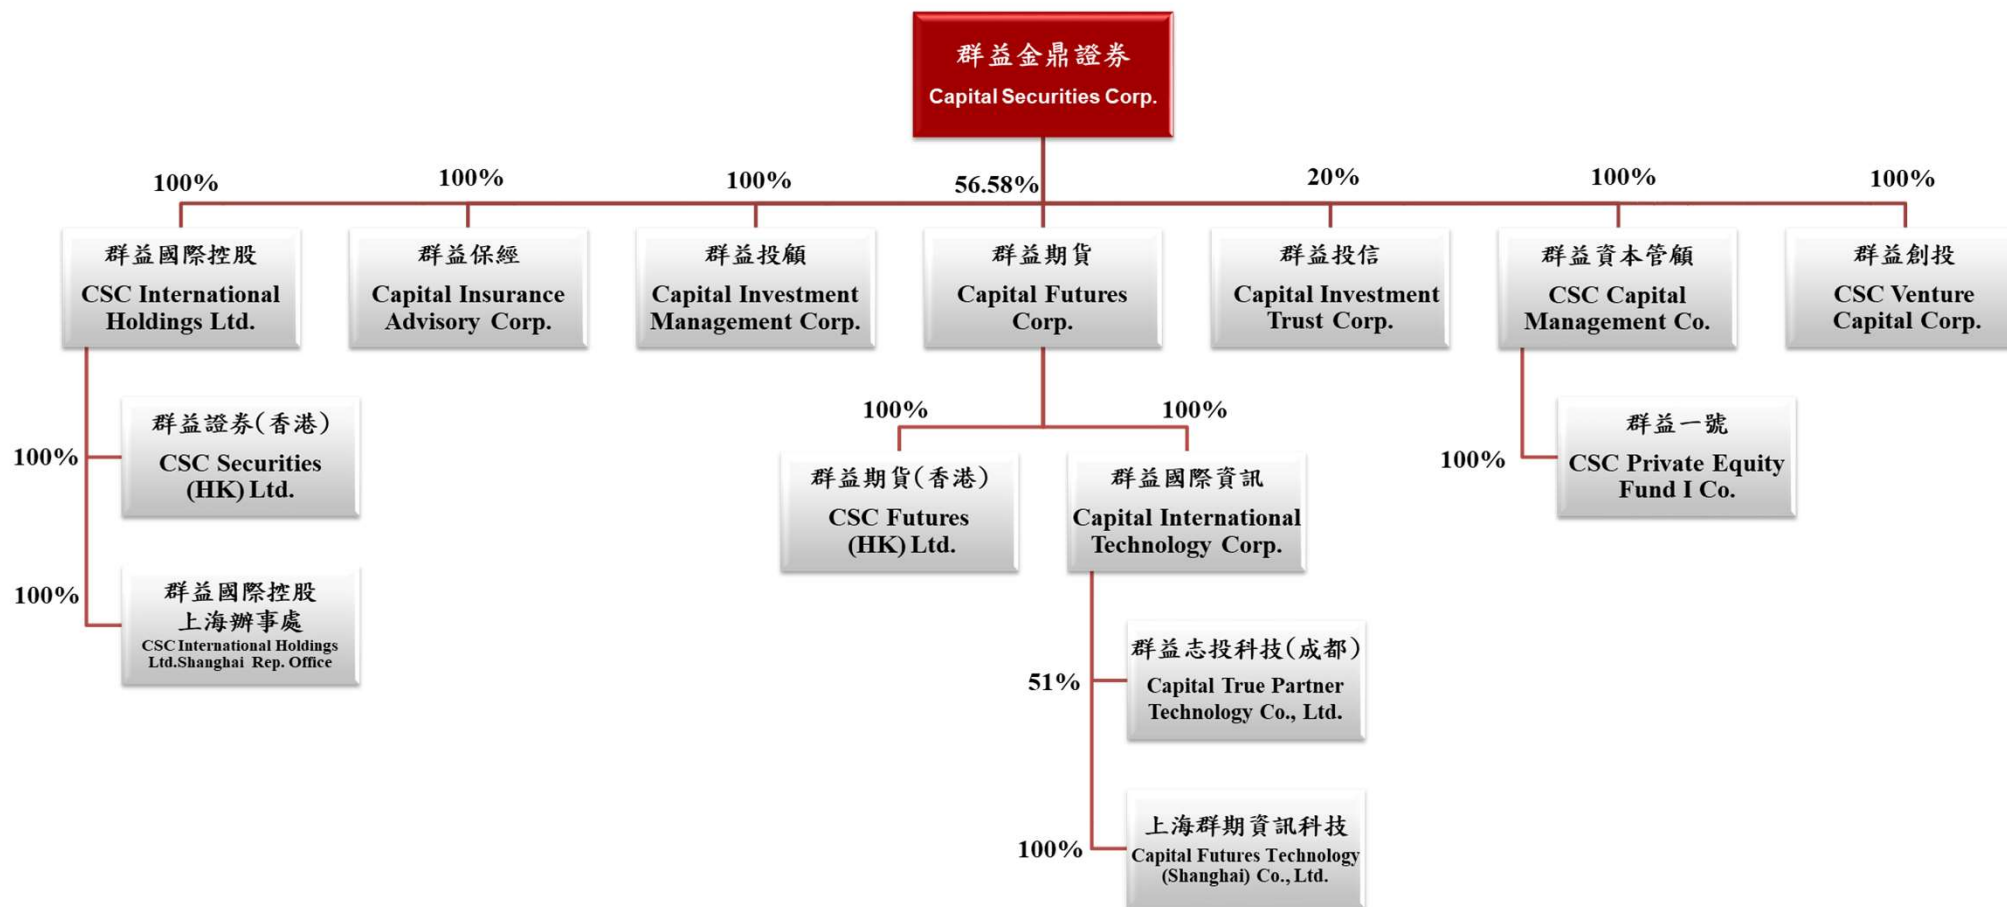 群益金鼎證券
Capital Securities Corp.
100%
100%
100%
56.58%
20%
100%
100%
群益國際控股
CSC International
Holdings Ltd.
群益保經
Capital Insurance
Advisory Corp.
群益投顧
Capital Investment
Management Corp.
群益期貨
Capital Futures
Corp.
群益投信
Capital Investment
Trust Corp.
群益資本管顧
CSC Capital
Management Co.
群益創投
CSC Venture
Capital Corp.
100%
群益證券(香港)
CSC Securities
(HK) Ltd.
100%
群益國際控股
上海辦事處
CSC International Holdings
Ltd.Shanghai Rep. Office
100%
100%
群益期貨(香港)
CSC Futures
(HK) Ltd.
群益國際資訊
Capital International
Technology Corp.
51%
群益志投科技(成都)
Capital True Partner
Technology Co., Ltd.
100%
上海群期資訊科技
Capital Futures Technology
(Shanghai) Co., Ltd.
100%
群益一號
CSC Private Equity
Fund I Co.